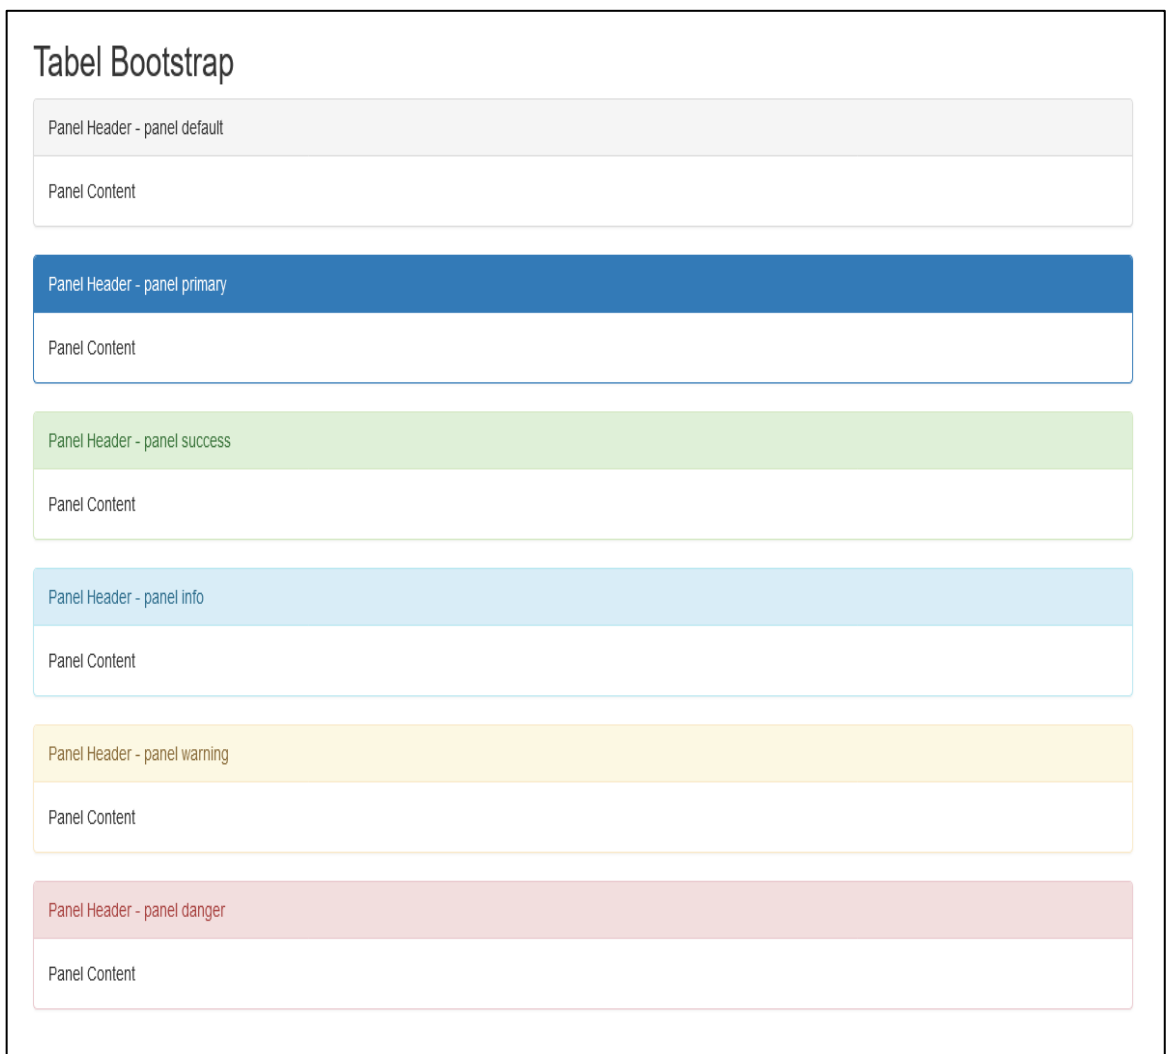 Tabel Bootstrap
Panel Header - panel default
Panel Content
Panel Header - panel primary
Panel Content
Panel Header - panel success
Panel Content
Panel Header - panel info
Panel Content
Panel Header - panel warning
Panel Content
Panel Header - panel danger
Panel Content